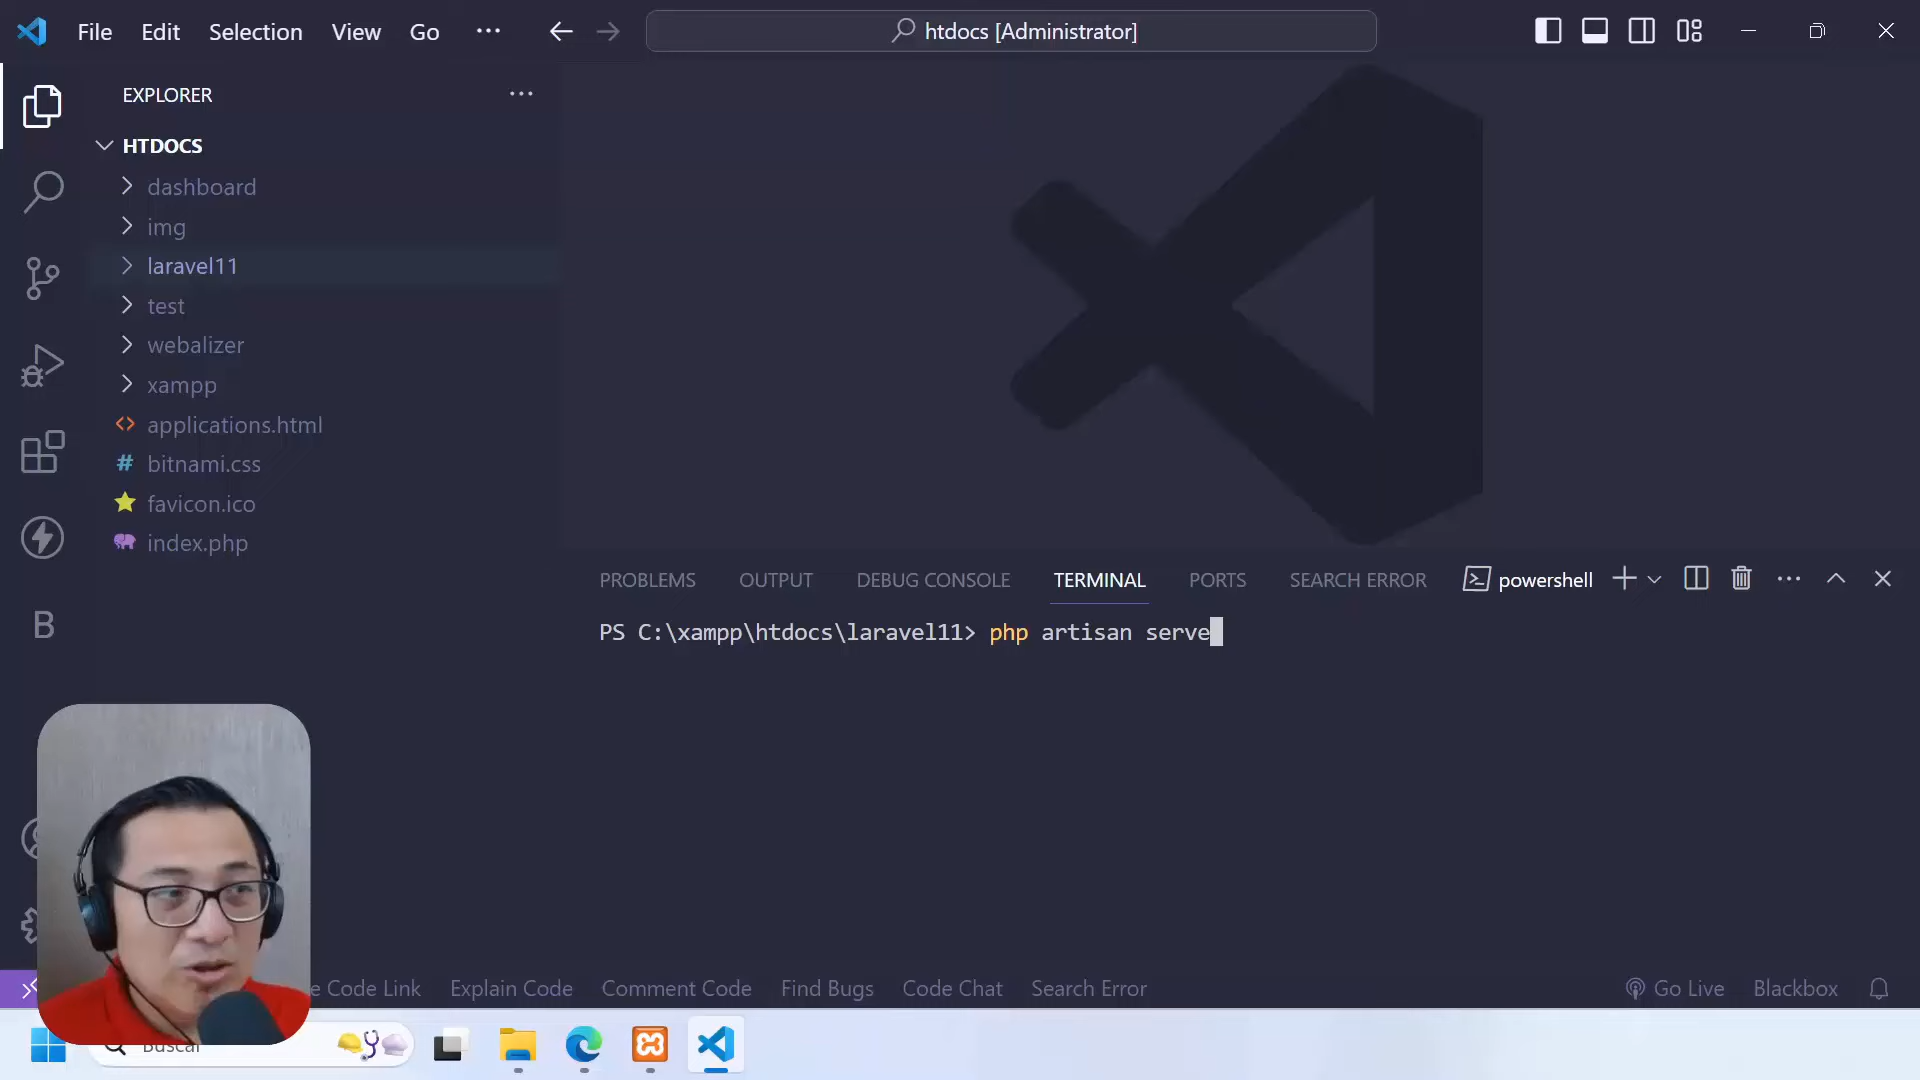 File Edit Selection View Go ··· htdocs [Administrator]
EXPLORER ···
HTDOCS
dashboard
img
laravel11
test
webalizer
xampp
applications.html
bitnami.css
favicon.ico
index.php
B
PROBLEMS OUTPUT DEBUG CONSOLE TERMINAL PORTS SEARCH ERROR powershell
PS C:\xampp\htdocs\laravel11> php artisan serve
e Code Link Explain Code Comment Code Find Bugs Code Chat Search Error Go Live Blackbox
Buscar